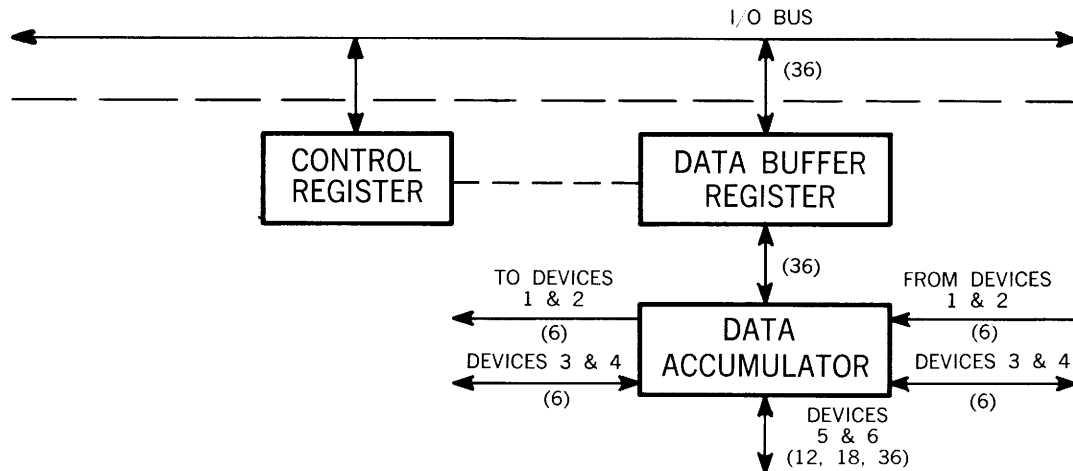 I/O BUS
(36)
CONTROL
REGISTER
DATA BUFFER
REGISTER
(36)
TO DEVICES
1 & 2
(6)
FROM DEVICES
1 & 2
(6)
DATA
ACCUMULATOR
DEVICES 3 & 4
(6)
DEVICES 3 & 4
(6)
DEVICES
5 & 6
(12, 18, 36)